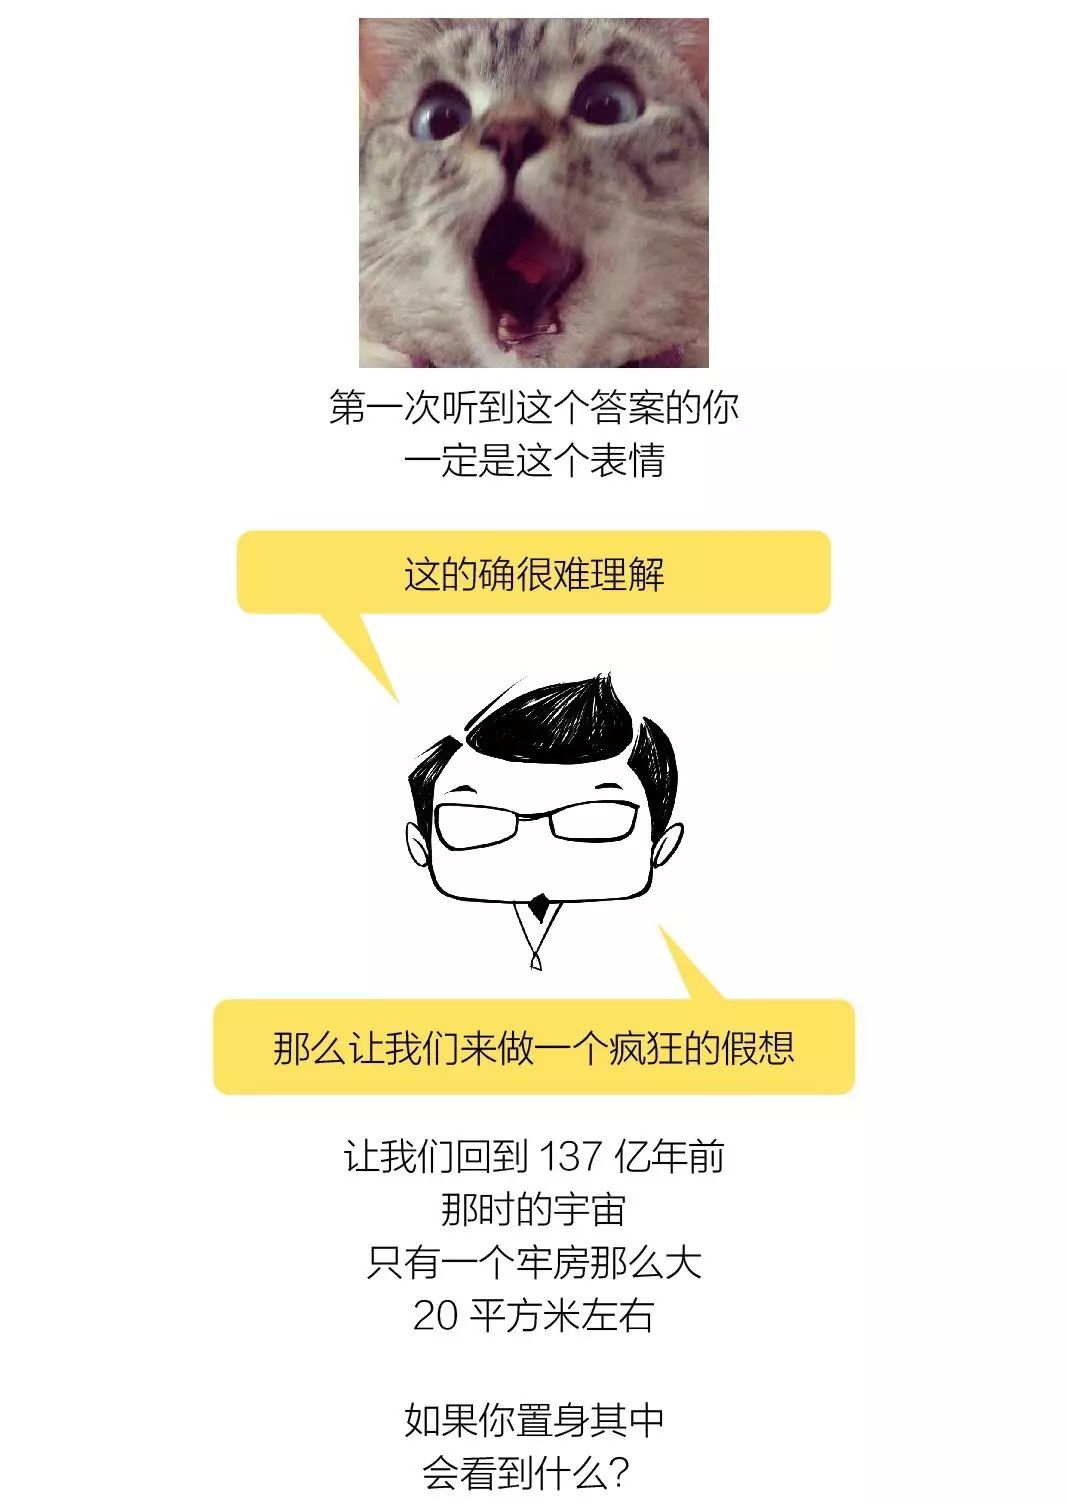 第一次听到这个答案的你
一定是这个表情
这的确很难理解
那么让我们来做一个疯狂的假想
让我们回到 137 亿年前
那时的宇宙
只有一个牢房那么大
20 平方米左右
如果你置身其中
会看到什么?